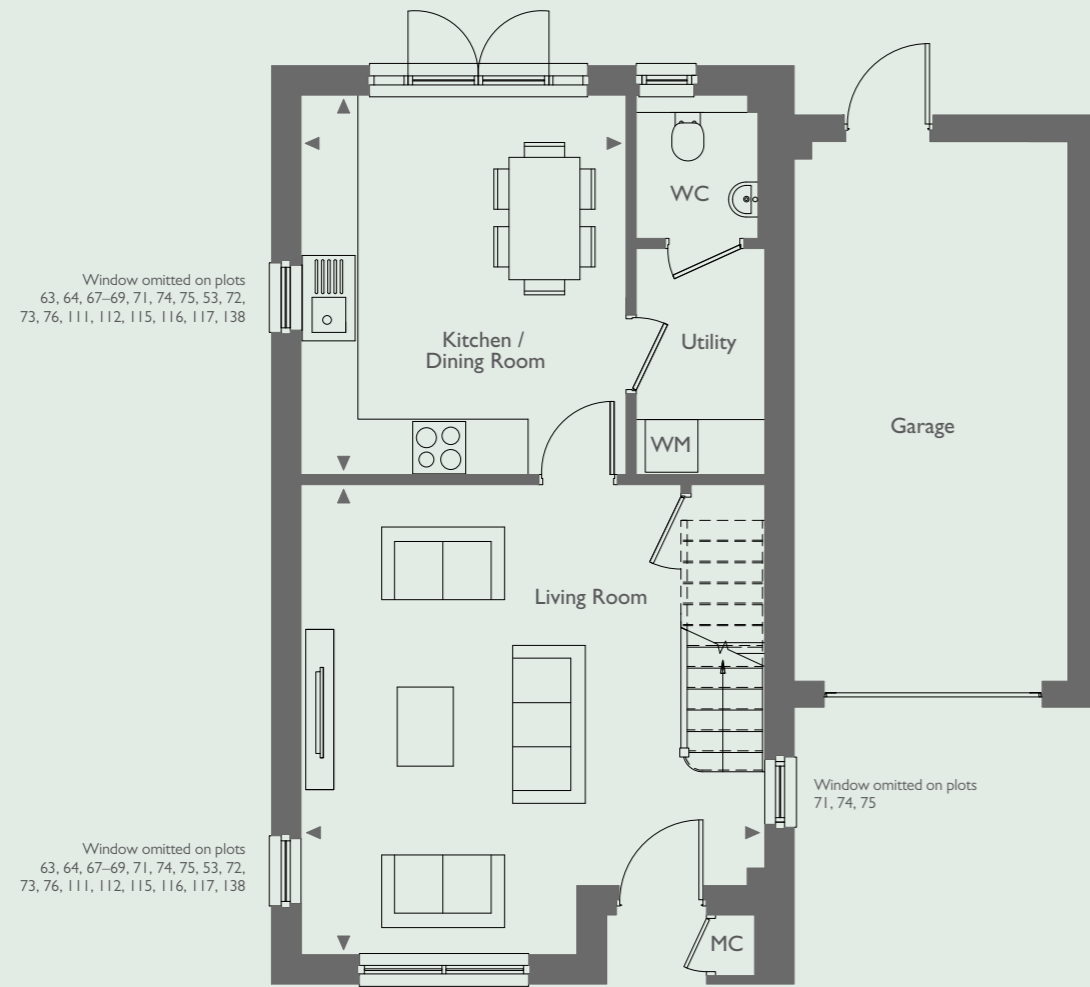 WC
Window omitted on plots
63, 64, 67–69, 71, 74, 75, 53, 72,
73, 76, 111, 112, 115, 116, 117, 138
Kitchen /
Dining Room
Utility
Garage
WM
Living Room
Window omitted on plots
71, 74, 75
Window omitted on plots
63, 64, 67–69, 71, 74, 75, 53, 72,
73, 76, 111, 112, 115, 116, 117, 138
MC